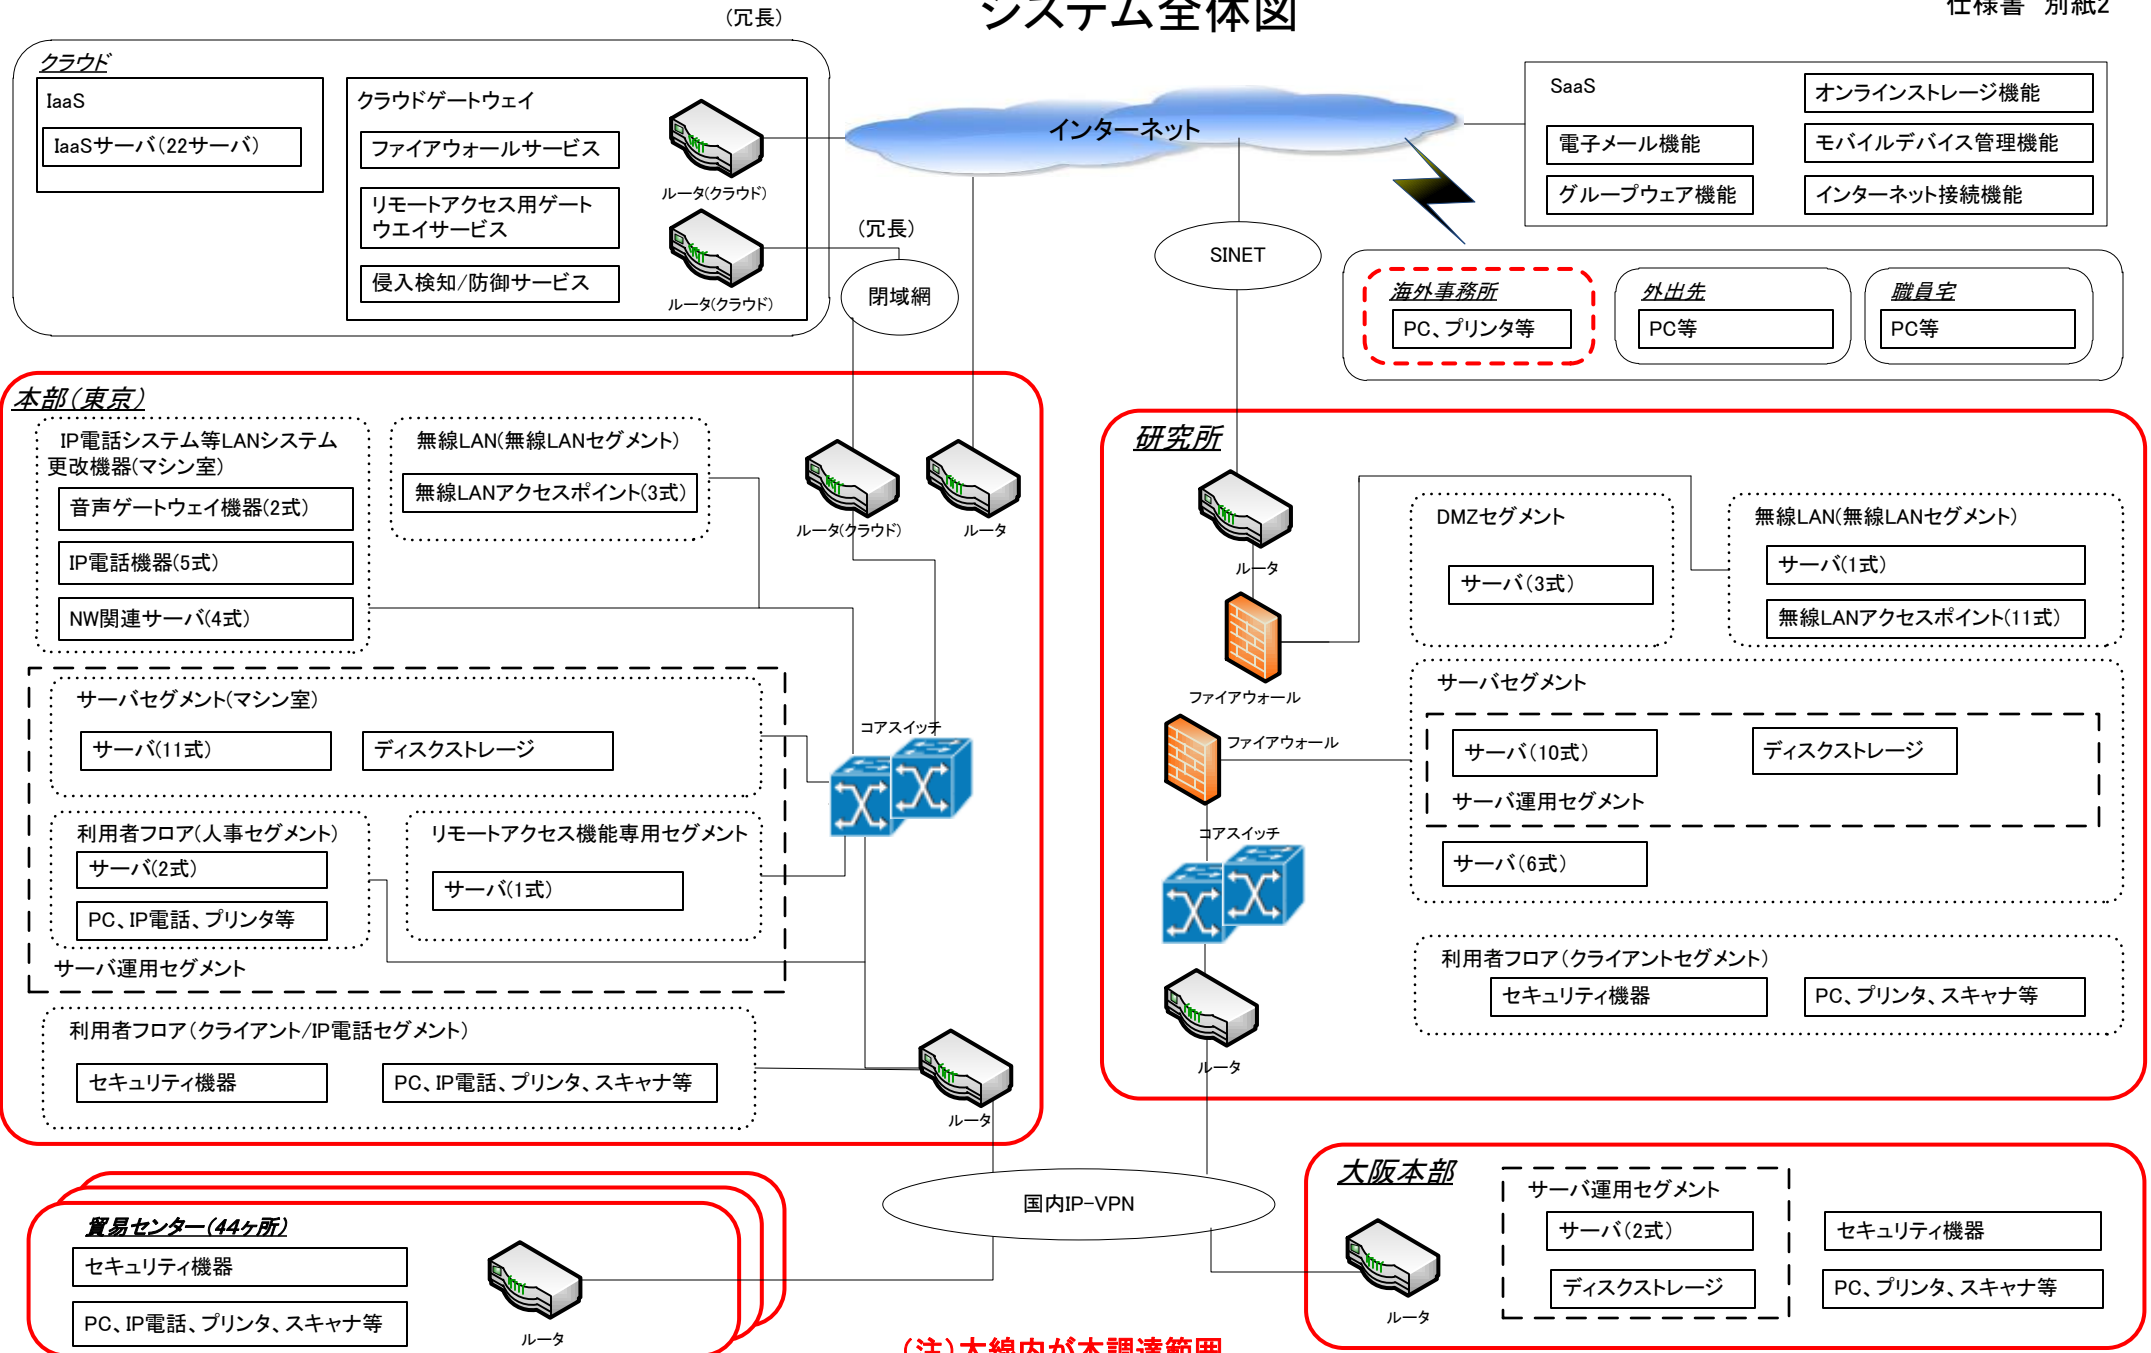 システム全体図
仕様書 別紙2
(冗長)
クラウド
IaaS
IaaSサーバ(22サーバ)
クラウドゲートウェイ
ファイアウォールサービス
リモートアクセス用ゲート
ウエイサービス
侵入検知/防御サービス
ルータ(クラウド)
ルータ(クラウド)
インターネット
(冗長)
閉域網
SINET
SaaS
電子メール機能
グループウェア機能
オンラインストレージ機能
モバイルデバイス管理機能
インターネット接続機能
海外事務所
PC、プリンタ等
外出先
PC等
職員宅
PC等
本部(東京)
IP電話システム等LANシステム
更改機器(マシン室)
音声ゲートウェイ機器(2式)
IP電話機器(5式)
NW関連サーバ(4式)
無線LAN(無線LANセグメント)
無線LANアクセスポイント(3式)
ルータ(クラウド)
ルータ
サーバセグメント(マシン室)
サーバ(11式)
ディスクストレージ
コアスイッチ
利用者フロア(人事セグメント)
サーバ(2式)
PC、IP電話、プリンタ等
リモートアクセス機能専用セグメント
サーバ(1式)
サーバ運用セグメント
利用者フロア(クライアント/IP電話セグメント)
セキュリティ機器
PC、IP電話、プリンタ、スキャナ等
ルータ
研究所
ルータ
ファイアウォール
ファイアウォール
コアスイッチ
ルータ
DMZセグメント
サーバ(3式)
無線LAN(無線LANセグメント)
サーバ(1式)
無線LANアクセスポイント(11式)
サーバセグメント
サーバ(10式)
ディスクストレージ
サーバ運用セグメント
サーバ(6式)
利用者フロア(クライアントセグメント)
セキュリティ機器
PC、プリンタ、スキャナ等
貿易センター(44ヶ所)
セキュリティ機器
PC、IP電話、プリンタ、スキャナ等
ルータ
国内IP-VPN
大阪本部
ルータ
サーバ運用セグメント
サーバ(2式)
ディスクストレージ
セキュリティ機器
PC、プリンタ、スキャナ等
(注)太線内が本調達範囲